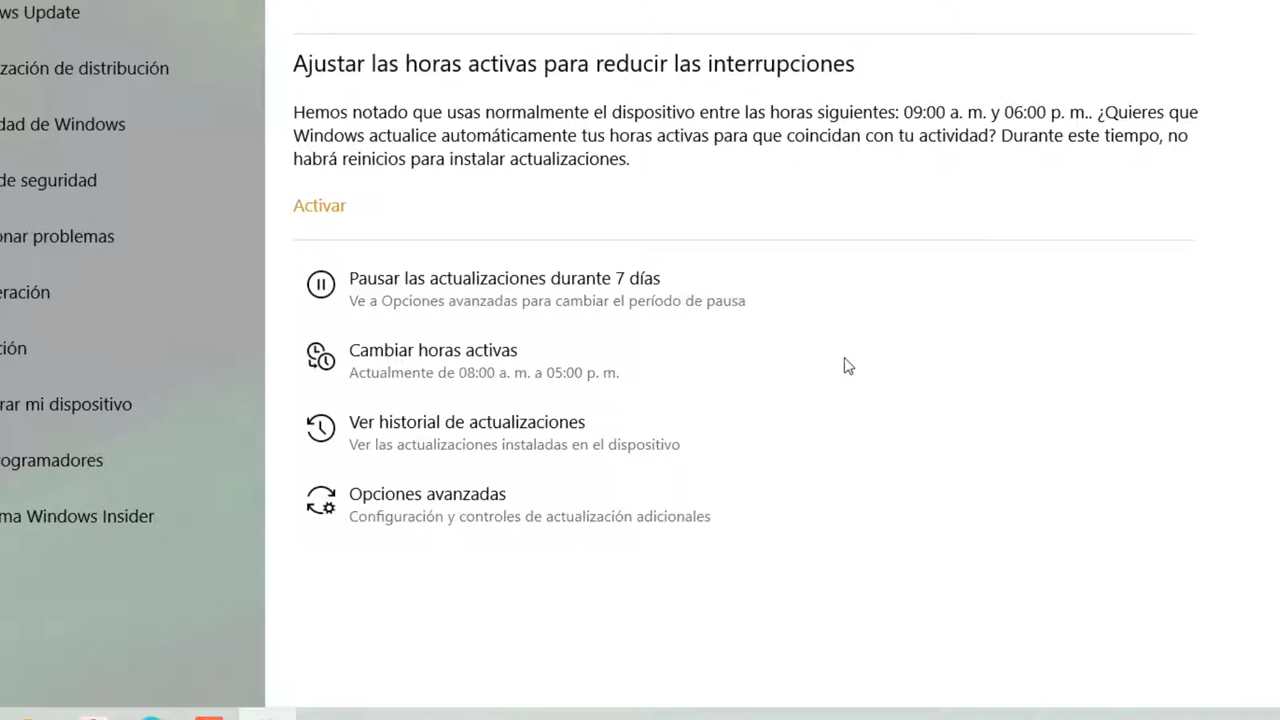 ws Update
zación de distribución
dad de Windows
de seguridad
onar problemas
eración
ción
rar mi dispositivo
ogramadores
ma Windows Insider
Ajustar las horas activas para reducir las interrupciones
Hemos notado que usas normalmente el dispositivo entre las horas siguientes: 09:00 a. m. y 06:00 p. m.. ¿Quieres que
Windows actualice automáticamente tus horas activas para que coincidan con tu actividad? Durante este tiempo, no
habrá reinicios para instalar actualizaciones.
Activar
Pausar las actualizaciones durante 7 días
Ve a Opciones avanzadas para cambiar el período de pausa
Cambiar horas activas
Actualmente de 08:00 a. m. a 05:00 p. m.
Ver historial de actualizaciones
Ver las actualizaciones instaladas en el dispositivo
Opciones avanzadas
Configuración y controles de actualización adicionales